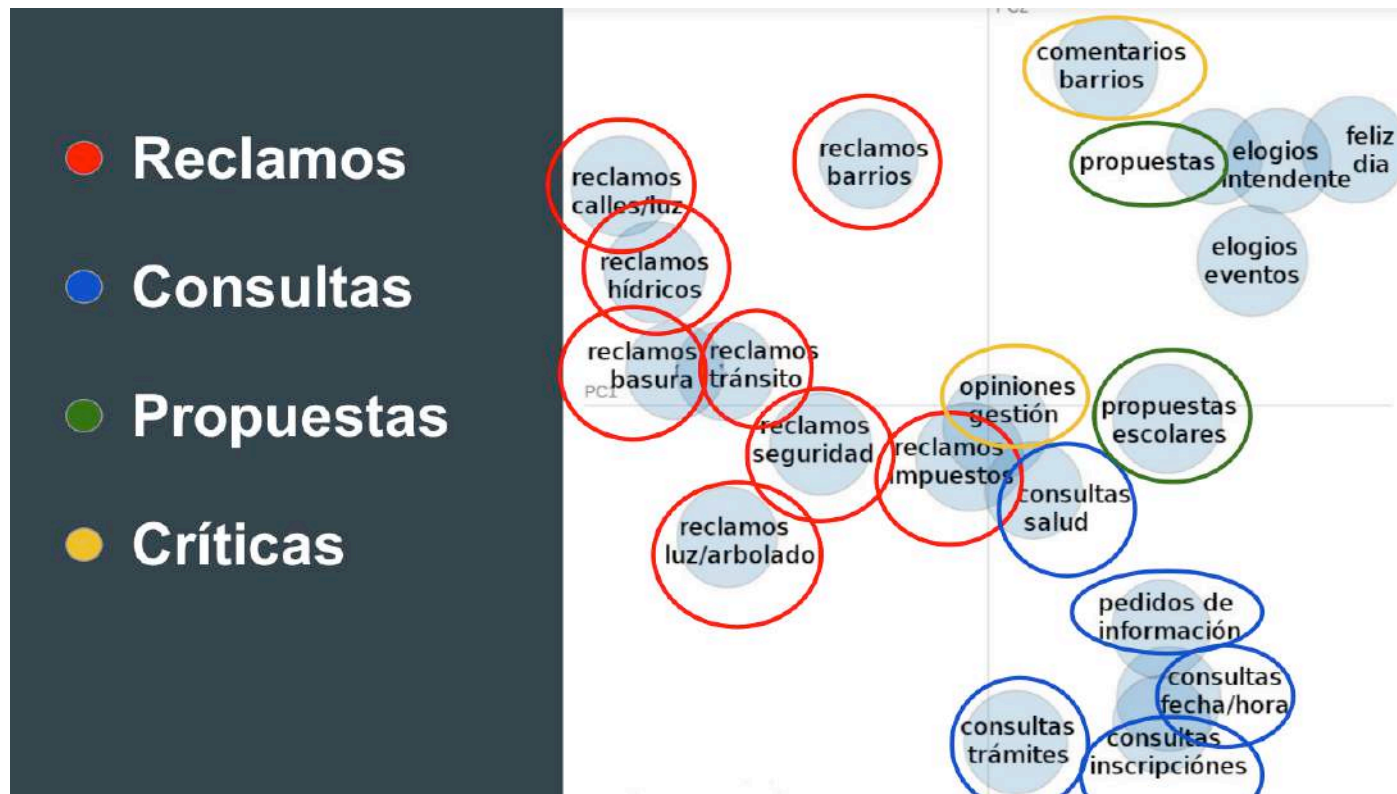 Reclamos
Consultas
Propuestas
Críticas
PC2
comentarios
barrios
reclamos
barrios
propuestas
elogios
intendente
feliz
dia
reclamos
calles/luz
elogios
eventos
reclamos
hídricos
reclamos
basura
reclamos
tránsito
PC1
opiniones
gestión
propuestas
escolares
reclamos
seguridad
reclamos
impuestos
consultas
salud
reclamos
luz/arbolado
pedidos de
información
consultas
fecha/hora
consultas
trámites
consultas
inscripciónes